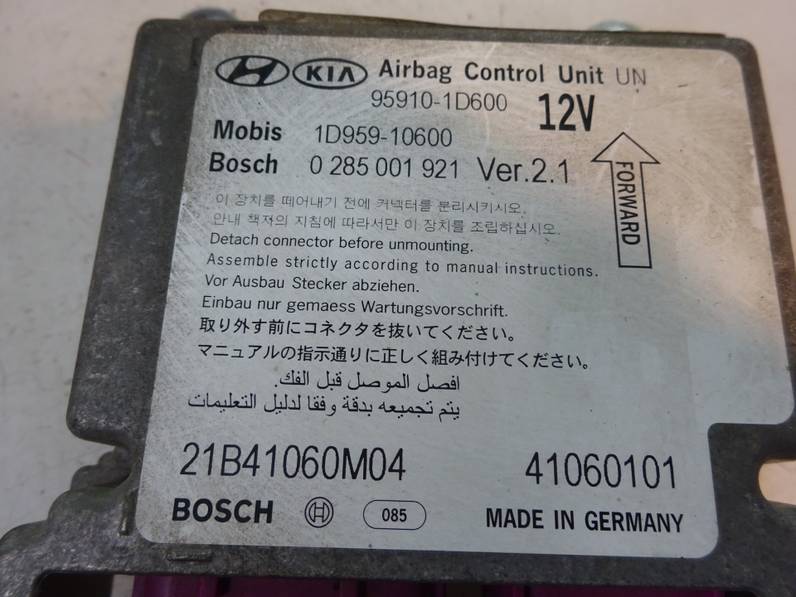 KIA Airbag Control Unit UN
95910-1D600 12V
Mobis 1D959-10600
Bosch 0 285 001 921 Ver.2.1
FORWARD
이 장치를 떼어내기 전에 커넥터를 분리시키시오.
안내 책저의 지침에 따라서만 이 장치를 조립하십시오.
Detach connector before unmounting.
Assemble strictly according to manual instructions.
Vor Ausbau Stecker abziehen.
Einbau nur gemaess Wartungsvorschrift.
取り外す前にコネクタを抜いてください。
マニュアルの指示通りに正しく組み付けてください。
افصل الموصل قبل الفك.
يتم تجميعه بدقة وفقا لدليل التعليمات
21B41060M04 41060101
BOSCH 085 MADE IN GERMANY